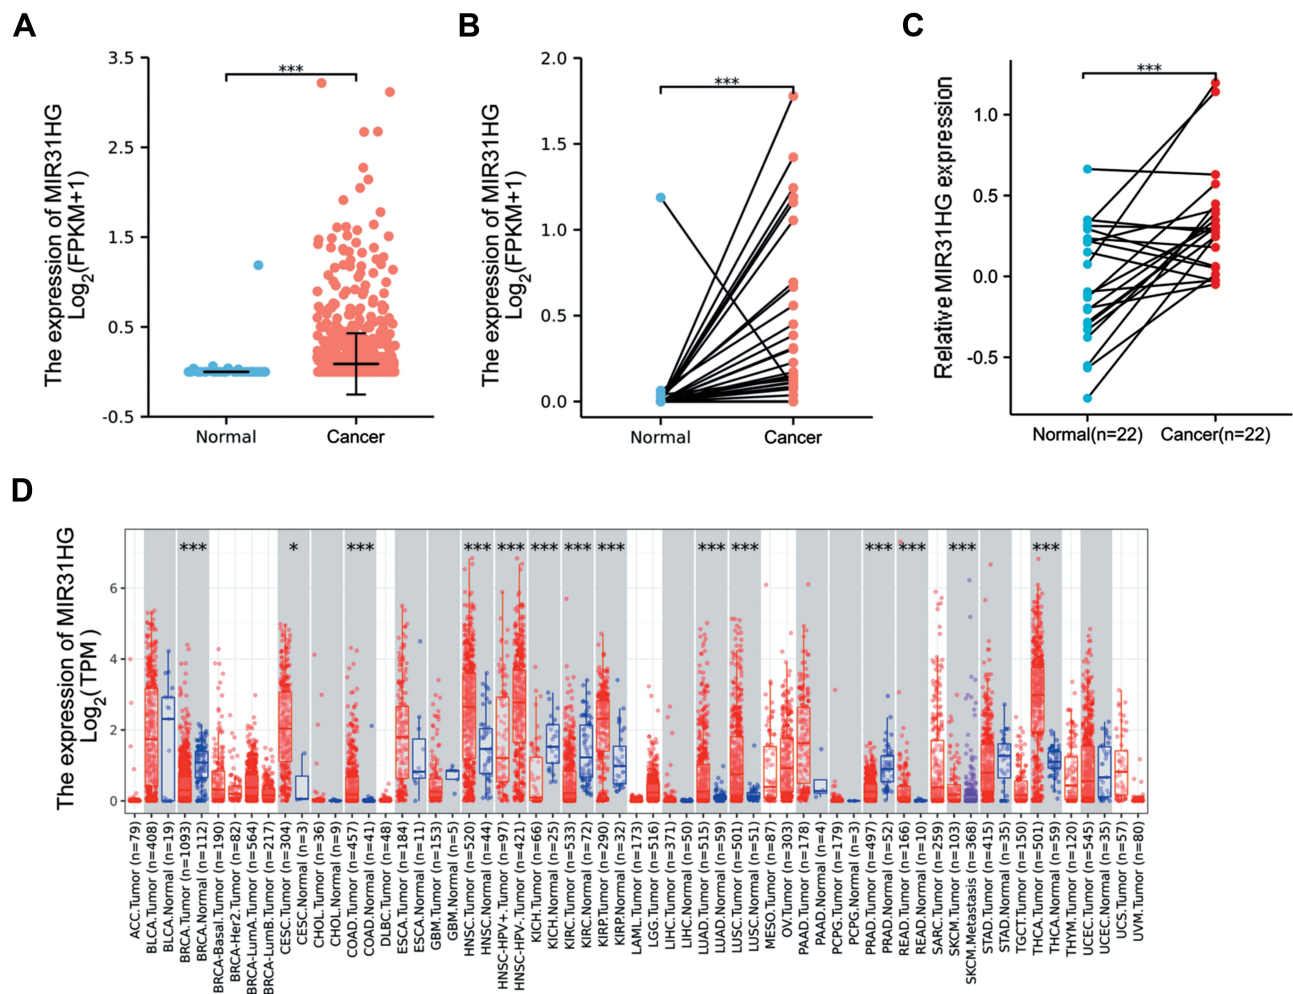 A
The expression of MIR31HG
Log2(FPKM+1)
3.5
2.5
1.5
0.5
-0.5
***
Normal
Cancer
B
The expression of MIR31HG
Log2(FPKM+1)
2.0
1.5
1.0
0.5
0.0
***
Normal
Cancer
C
Relative MIR31HG expression
1.0
0.5
0.0
-0.5
***
Normal(n=22)
Cancer(n=22)
D
The expression of MIR31HG
Log2(TPM)
6
4
2
0
*** * *** *** *** *** *** *** *** *** *** *** *** ***
ACC.Tumor (n=79)
BLCA.Tumor (n=408)
BLCA.Normal (n=19)
BRCA.Tumor (n=1093)
BRCA.Normal (n=112)
BRCA-Basal.Tumor (n=190)
BRCA-Her2.Tumor (n=82)
BRCA-LumA.Tumor (n=564)
BRCA-LumB.Tumor (n=217)
CESC.Tumor (n=304)
CESC.Normal (n=3)
CHOL.Tumor (n=36)
CHOL.Normal (n=9)
COAD.Tumor (n=457)
COAD.Normal (n=41)
DLBC.Tumor (n=48)
ESCA.Tumor (n=184)
ESCA.Normal (n=11)
GBM.Tumor (n=153)
GBM.Normal (n=5)
HNSC.Tumor (n=520)
HNSC.Normal (n=44)
HNSC-HPV+.Tumor (n=97)
HNSC-HPV-.Tumor (n=421)
KICH.Tumor (n=66)
KICH.Normal (n=25)
KIRC.Tumor (n=533)
KIRC.Normal (n=72)
KIRP.Tumor (n=290)
KIRP.Normal (n=32)
LAML.Tumor (n=173)
LGG.Tumor (n=516)
LIHC.Tumor (n=371)
LIHC.Normal (n=50)
LUAD.Tumor (n=515)
LUAD.Normal (n=59)
LUSC.Tumor (n=501)
LUSC.Normal (n=51)
MESO.Tumor (n=87)
OV.Tumor (n=303)
PAAD.Tumor (n=178)
PAAD.Normal (n=4)
PCPG.Tumor (n=179)
PCPG.Normal (n=3)
PRAD.Tumor (n=497)
PRAD.Normal (n=52)
READ.Tumor (n=166)
READ.Normal (n=10)
SARC.Tumor (n=259)
SKCM.Tumor (n=103)
SKCM.Metastasis (n=368)
STAD.Tumor (n=415)
STAD.Normal (n=35)
TGCT.Tumor (n=150)
THCA.Tumor (n=501)
THCA.Normal (n=59)
THYM.Tumor (n=120)
UCEC.Tumor (n=545)
UCEC.Normal (n=35)
UCS.Tumor (n=57)
UVM.Tumor (n=80)